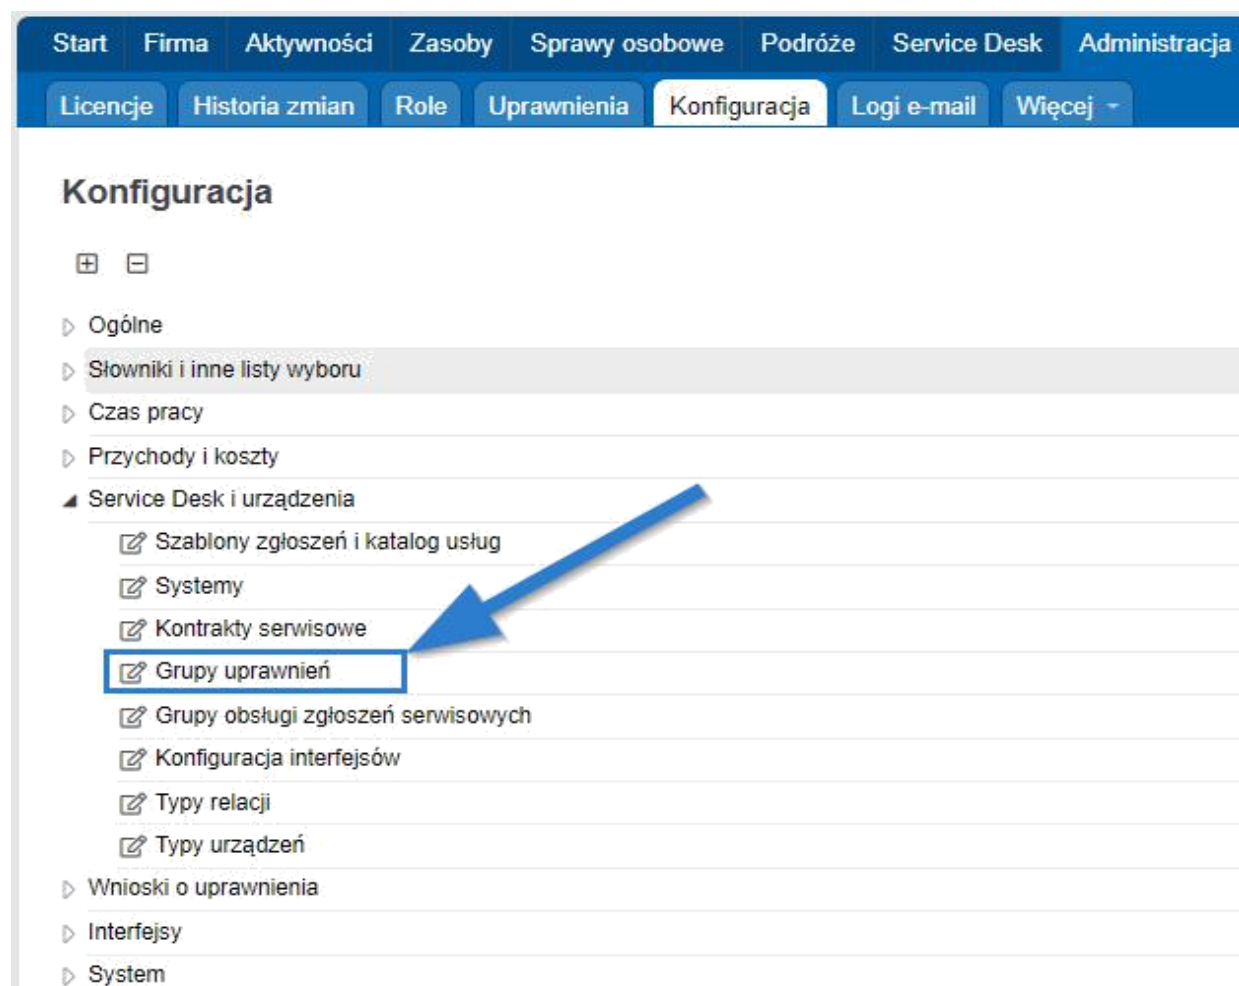 Start Firma Aktywności Zasoby Sprawy osobowe Podróże Service Desk Administracja
Licencje Historia zmian Role Uprawnienia Konfiguracja Logi e-mail Więcej
Konfiguracja
Ogólne
Słowniki i inne listy wyboru
Czas pracy
Przychody i koszty
Service Desk i urządzenia
Szablony zgłoszeń i katalog usług
Systemy
Kontrakty serwisowe
Grupy uprawnień
Grupy obsługi zgłoszeń serwisowych
Konfiguracja interfejsów
Typy relacji
Typy urządzeń
Wnioski o uprawnienia
Interfejsy
System